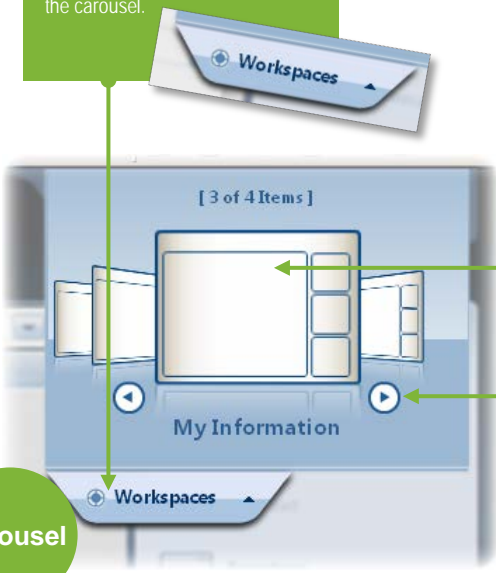 the carousel.
Workspaces
[ 3 of 4 Items ]
My Information
Workspaces
ousel